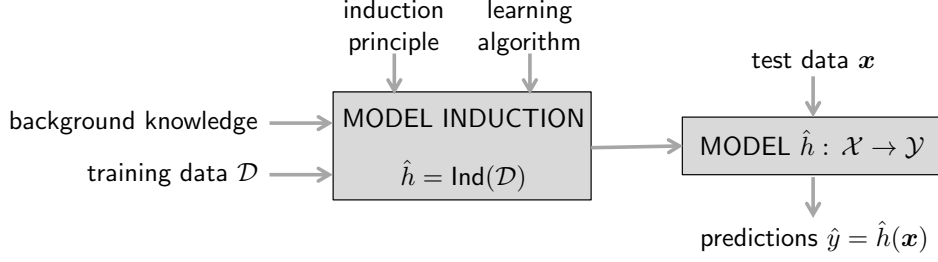 induction principle
learning algorithm
background knowledge
training data 𝒟
MODEL INDUCTION
ĥ = Ind(𝒟)
test data 𝒙
MODEL ĥ : 𝒳 → 𝒴
predictions ŷ = ĥ(𝒙)